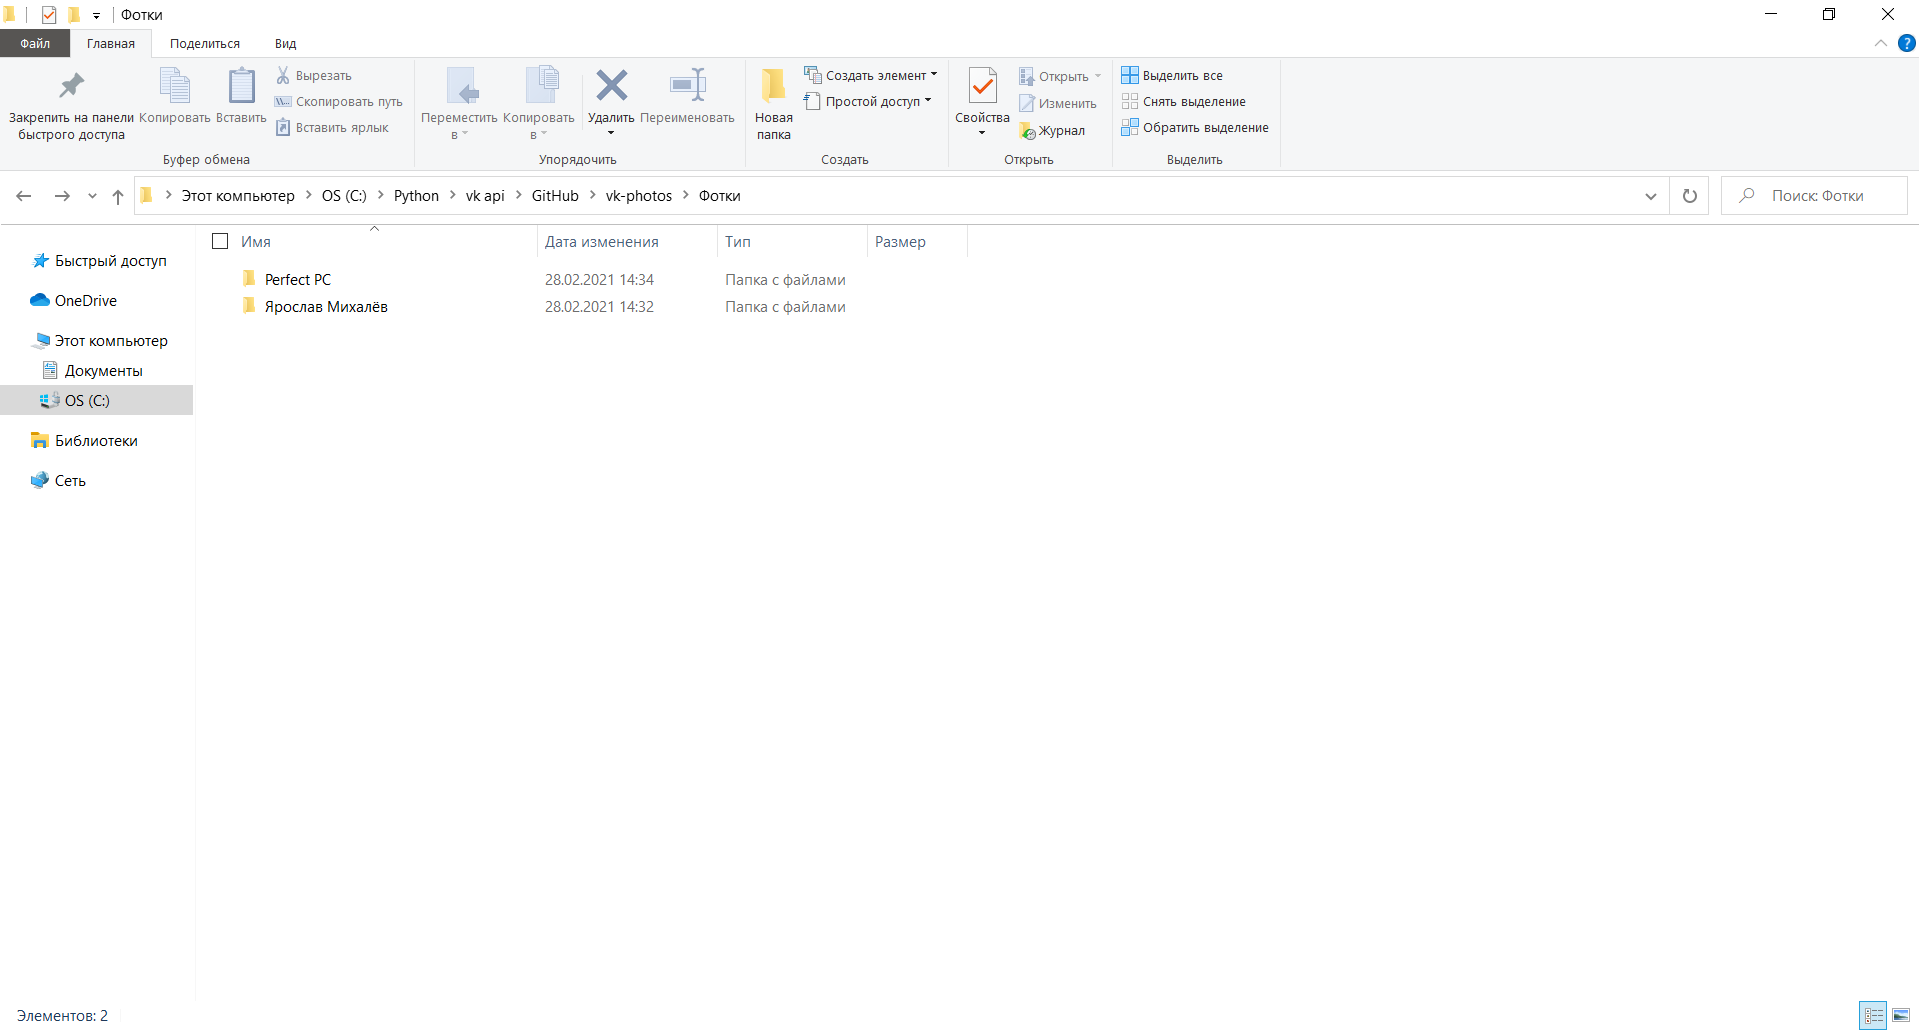 Фотки
Файл Главная Поделиться Вид
Закрепить на панели быстрого доступа
Копировать
Вставить
Вырезать
Скопировать путь
Вставить ярлык
Буфер обмена
Переместить в
Копировать в
Удалить
Переименовать
Упорядочить
Новая папка
Создать элемент
Простой доступ
Создать
Свойства
Открыть
Изменить
Журнал
Открыть
Выделить все
Снять выделение
Обратить выделение
Выделить
Этот компьютер > OS (C:) > Python > vk api > GitHub > vk-photos > Фотки
Поиск: Фотки
Быстрый доступ
OneDrive
Этот компьютер
Документы
OS (C:)
Библиотеки
Сеть
Имя Дата изменения Тип Размер
Perfect PC 28.02.2021 14:34 Папка с файлами
Ярослав Михалёв 28.02.2021 14:32 Папка с файлами
Элементов: 2